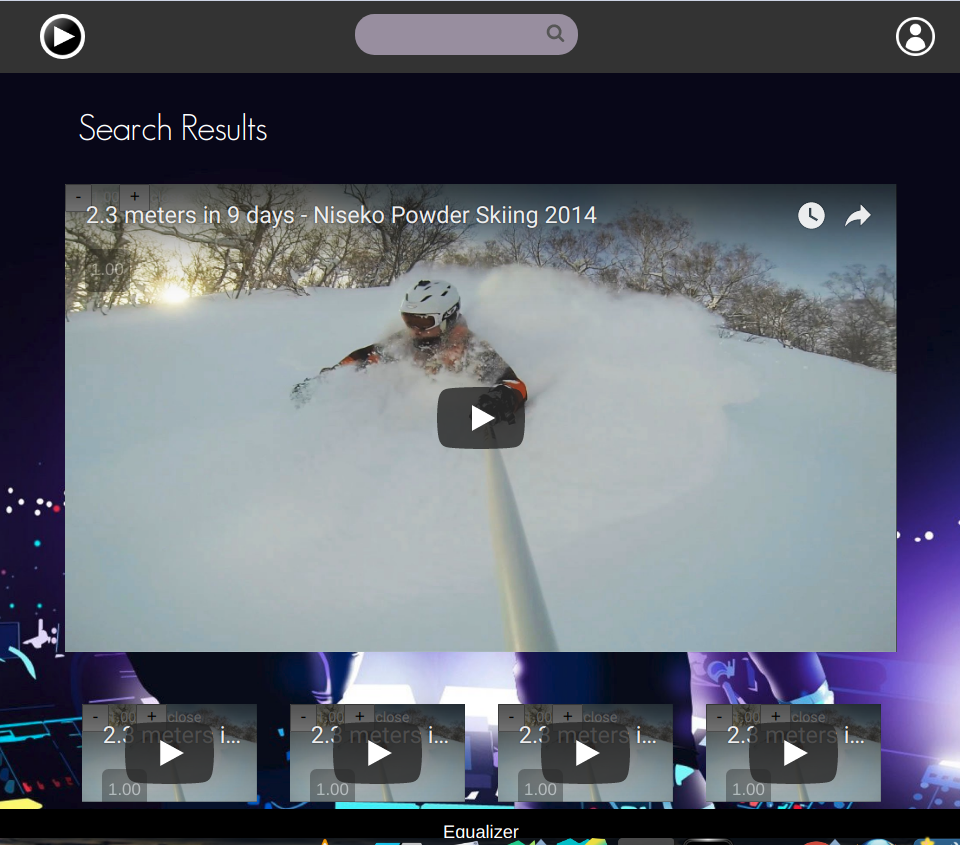 Search Results
- +
2.3 meters in 9 days - Niseko Powder Skiing 2014
1.00
- 1.00 + close
2.3 meters i...
1.00
- 1.00 + close
2.3 meters i...
1.00
- 1.00 + close
2.3 meters i...
1.00
- 1.00 + close
2.3 meters i...
1.00
Equalizer